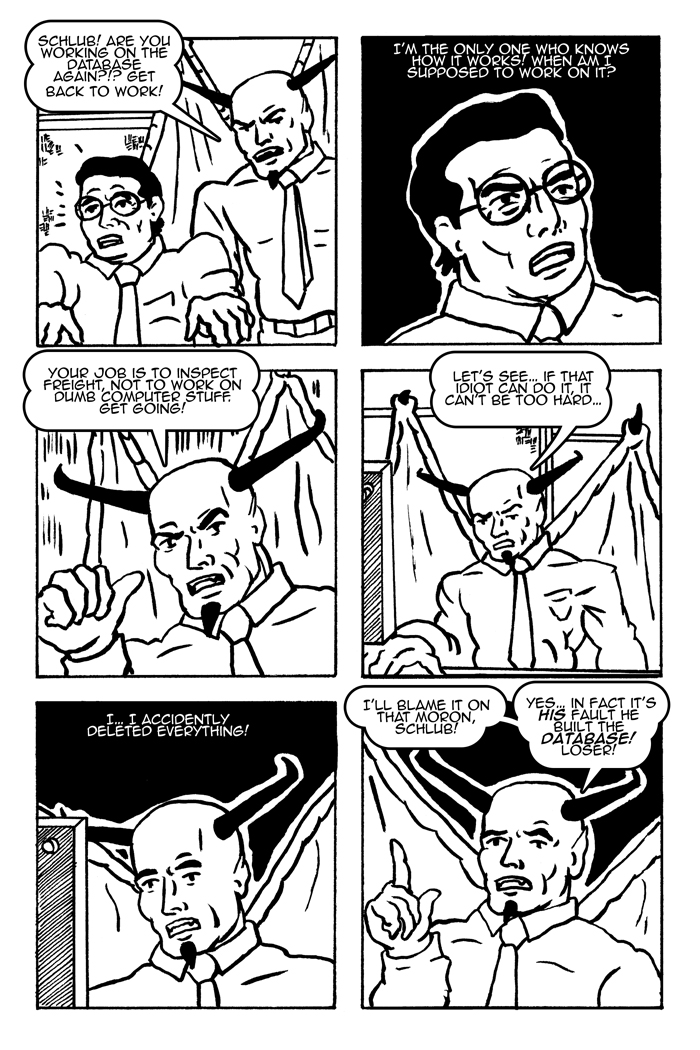 SCHLUB! ARE YOU
WORKING ON THE
DATABASE
AGAIN?!? GET
BACK TO WORK!
I'M THE ONLY ONE WHO KNOWS
HOW IT WORKS! WHEN AM I
SUPPOSED TO WORK ON IT?
YOUR JOB IS TO INSPECT
FREIGHT, NOT TO WORK ON
DUMB COMPUTER STUFF.
GET GOING!
LET'S SEE... IF THAT
IDIOT CAN DO IT, IT
CAN'T BE TOO HARD...
I... I ACCIDENTLY
DELETED EVERYTHING!
I'LL BLAME IT ON
THAT MORON,
SCHLUB!
YES... IN FACT IT'S
HIS FAULT HE
BUILT THE
DATABASE!
LOSER!